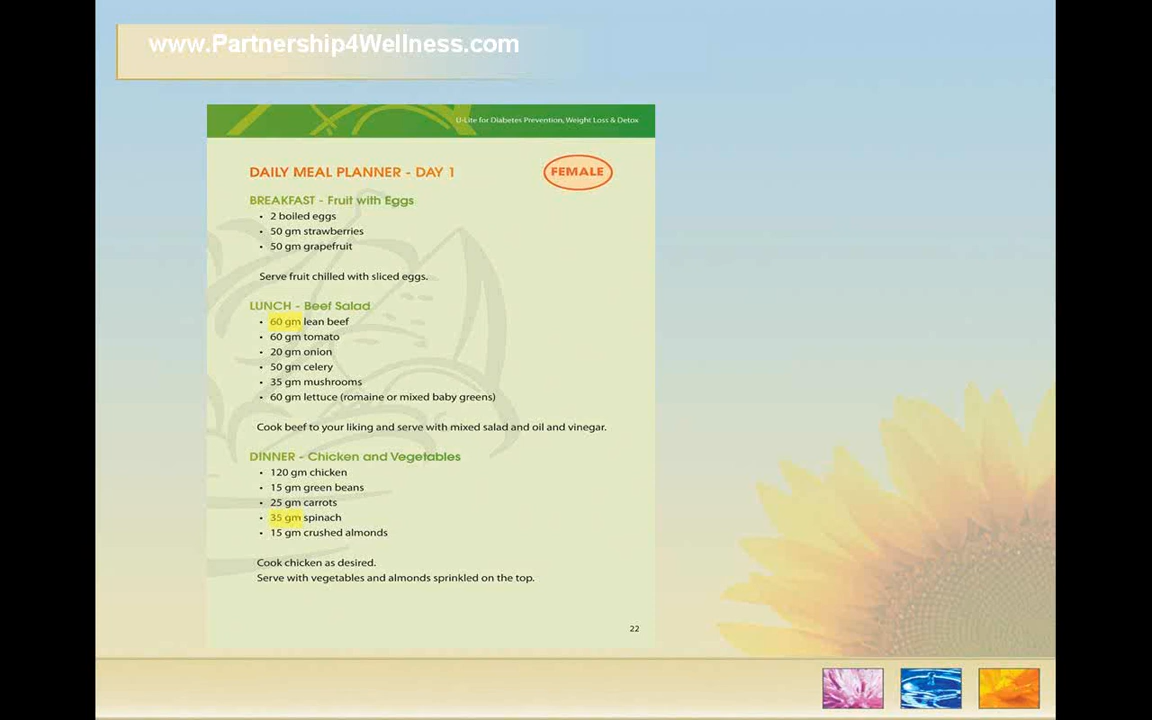 www.Partnership4Wellness.com
U-Lite for Diabetes Prevention, Weight Loss & Detox
DAILY MEAL PLANNER - DAY 1
FEMALE
BREAKFAST - Fruit with Eggs
• 2 boiled eggs
• 50 gm strawberries
• 50 gm grapefruit
Serve fruit chilled with sliced eggs.
LUNCH - Beef Salad
• 60 gm lean beef
• 60 gm tomato
• 20 gm onion
• 50 gm celery
• 35 gm mushrooms
• 60 gm lettuce (romaine or mixed baby greens)
Cook beef to your liking and serve with mixed salad and oil and vinegar.
DINNER - Chicken and Vegetables
• 120 gm chicken
• 15 gm green beans
• 25 gm carrots
• 35 gm spinach
• 15 gm crushed almonds
Cook chicken as desired.
Serve with vegetables and almonds sprinkled on the top.
22